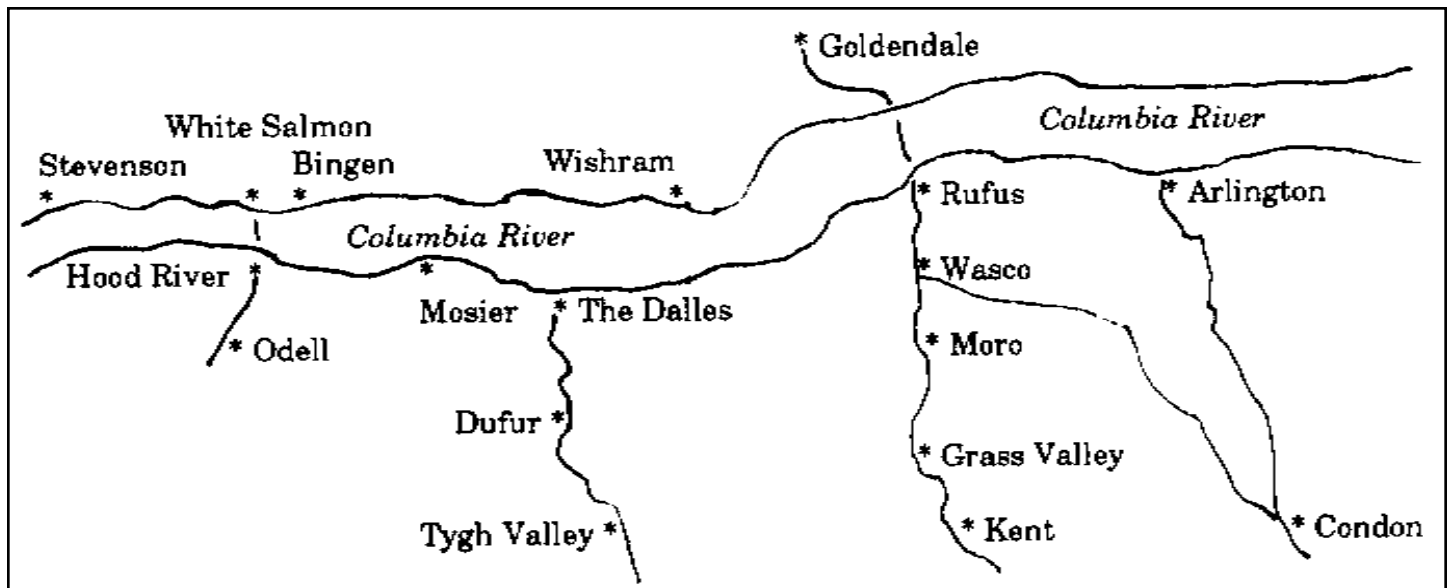 * Goldendale
Columbia River
White Salmon
Stevenson
Bingen
Wishram
* Rufus
* Arlington
Columbia River
Hood River
* Wasco
Mosier
* The Dalles
* Odell
* Moro
Dufur *
* Grass Valley
Tygh Valley *
* Kent
* Condon